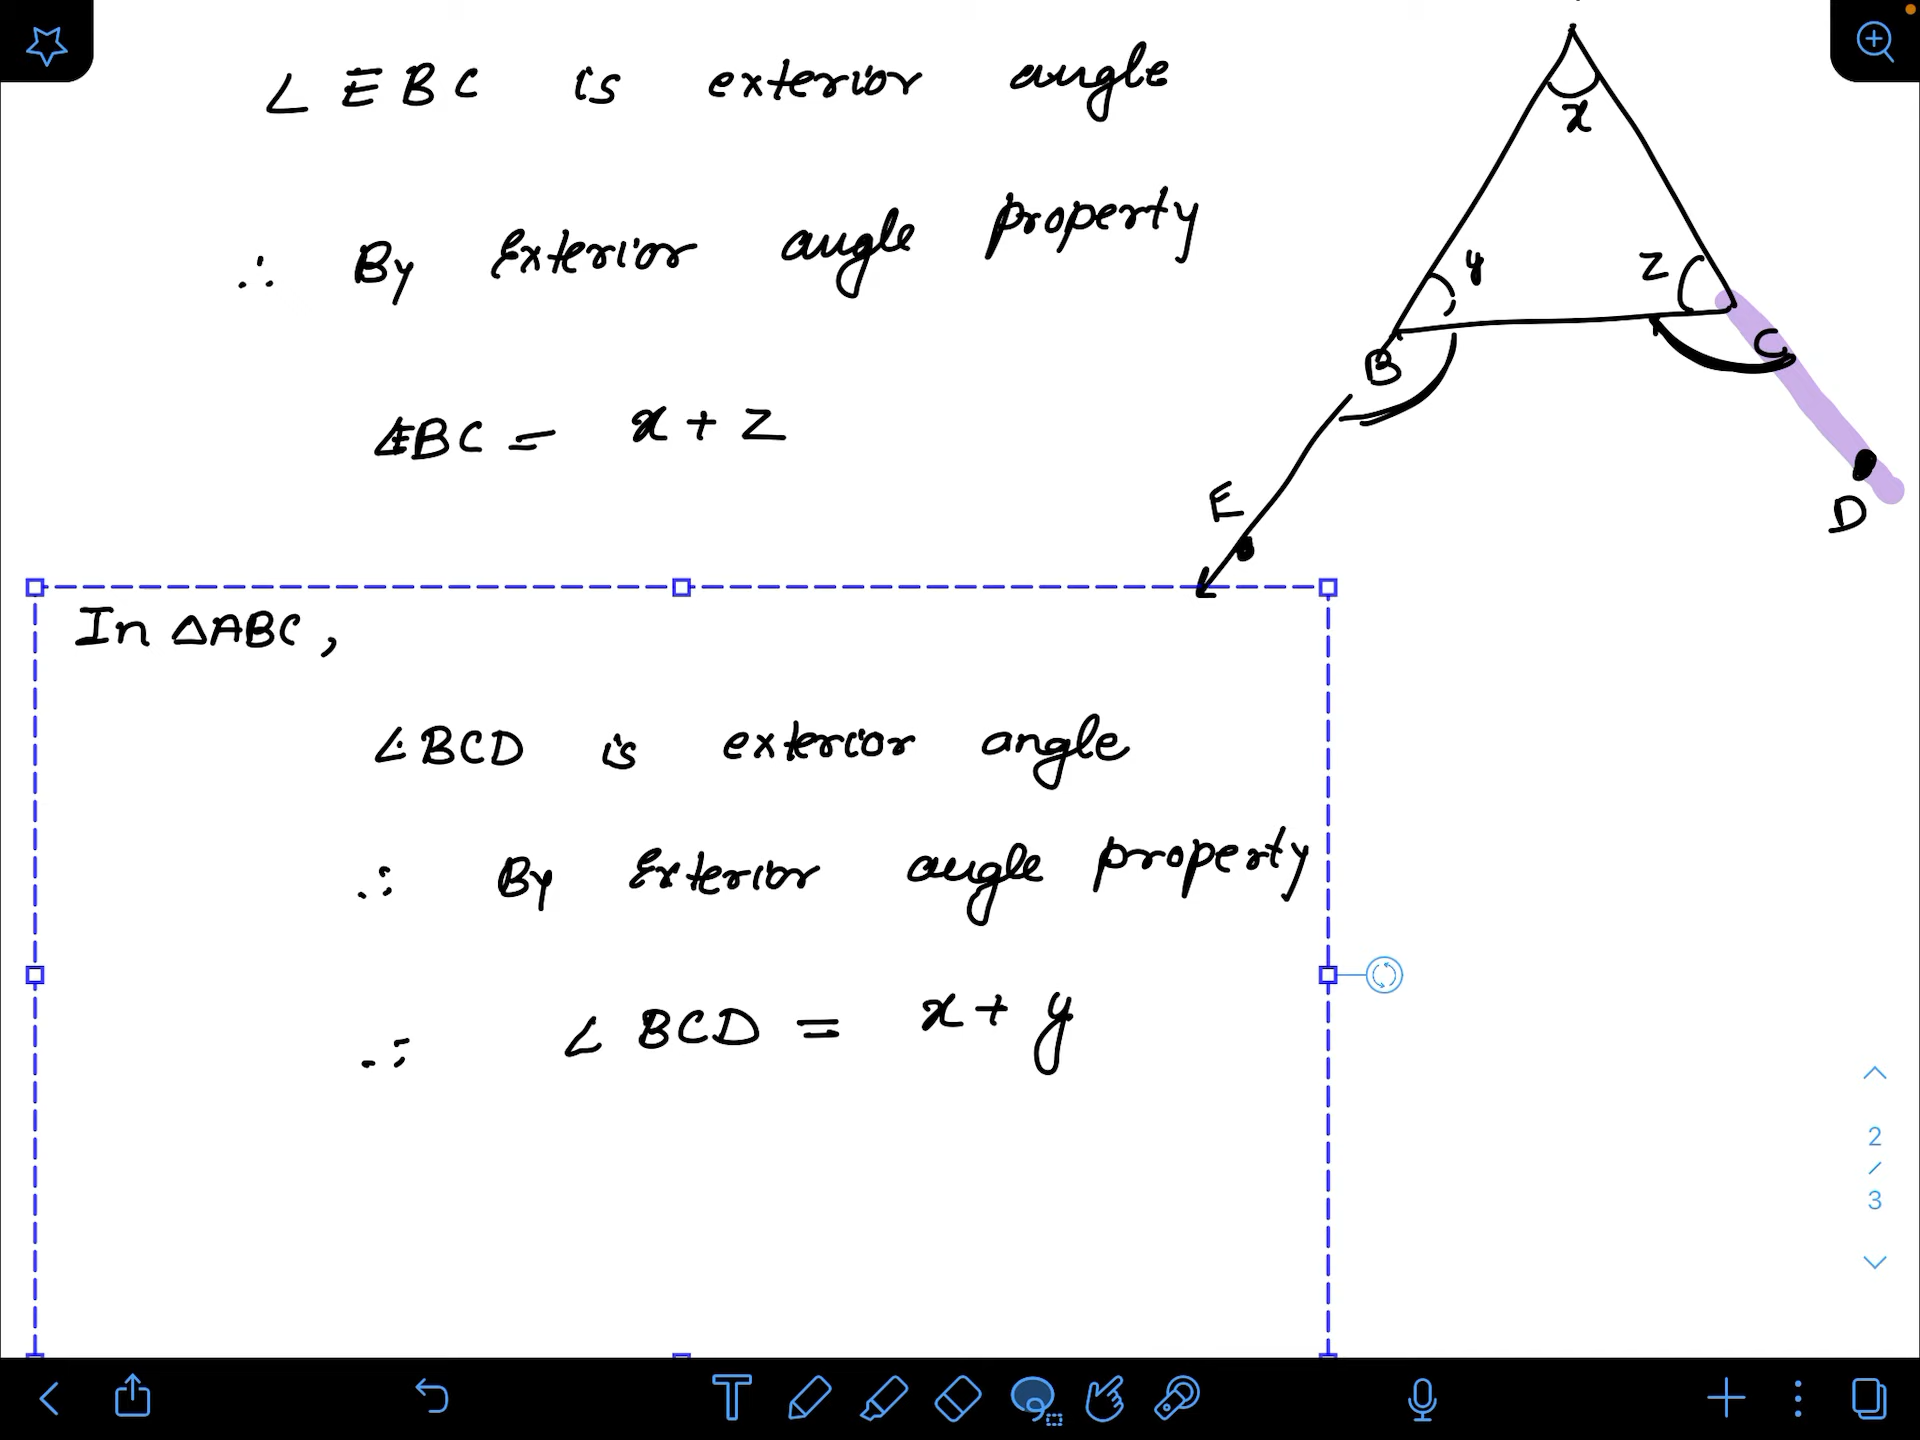 ∠ EBC is exterior angle
∴ By Exterior angle property
∠EBC = x + z
x
y
z
B
C
E
D
In △ABC,
∠BCD is exterior angle
∴ By Exterior angle property
∴ ∠ BCD = x + y
2
/
3
T